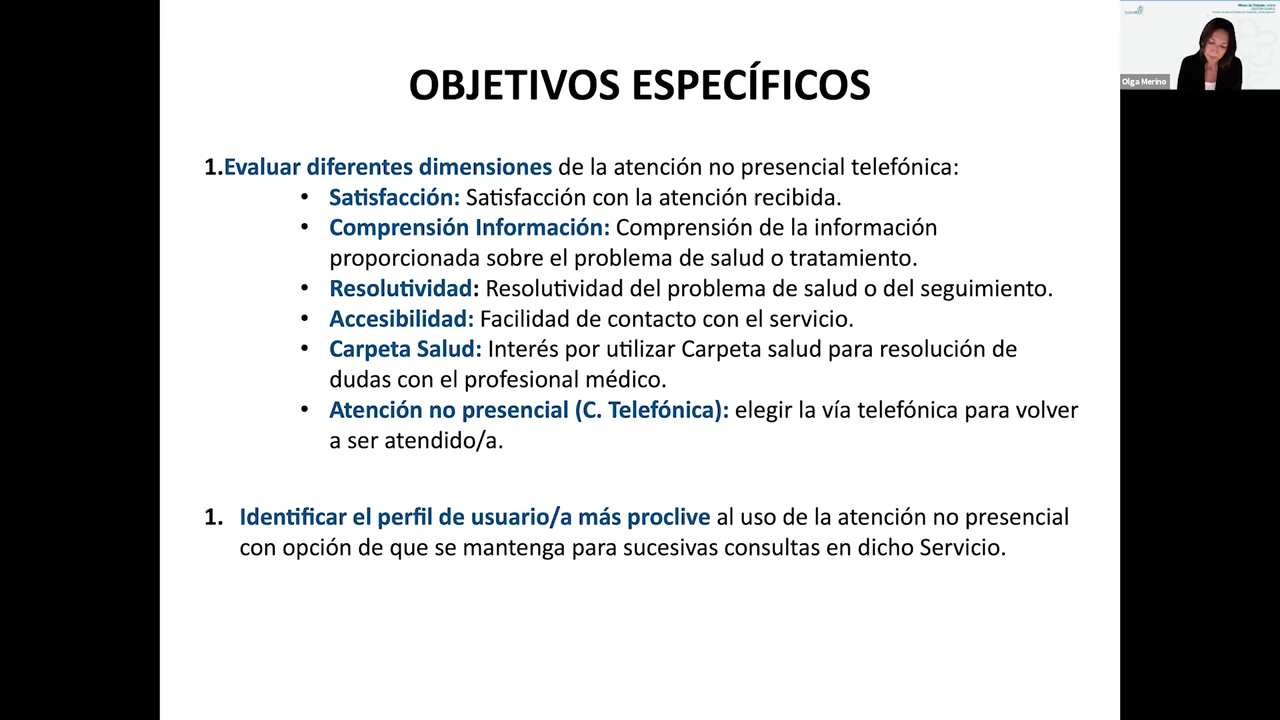 OBJETIVOS ESPECÍFICOS
1.Evaluar diferentes dimensiones de la atención no presencial telefónica:
• Satisfacción: Satisfacción con la atención recibida.
• Comprensión Información: Comprensión de la información
proporcionada sobre el problema de salud o tratamiento.
• Resolutividad: Resolutividad del problema de salud o del seguimiento.
• Accesibilidad: Facilidad de contacto con el servicio.
• Carpeta Salud: Interés por utilizar Carpeta salud para resolución de
dudas con el profesional médico.
• Atención no presencial (C. Telefónica): elegir la vía telefónica para volver
a ser atendido/a.
1. Identificar el perfil de usuario/a más proclive al uso de la atención no presencial
con opción de que se mantenga para sucesivas consultas en dicho Servicio.
Olga Merino